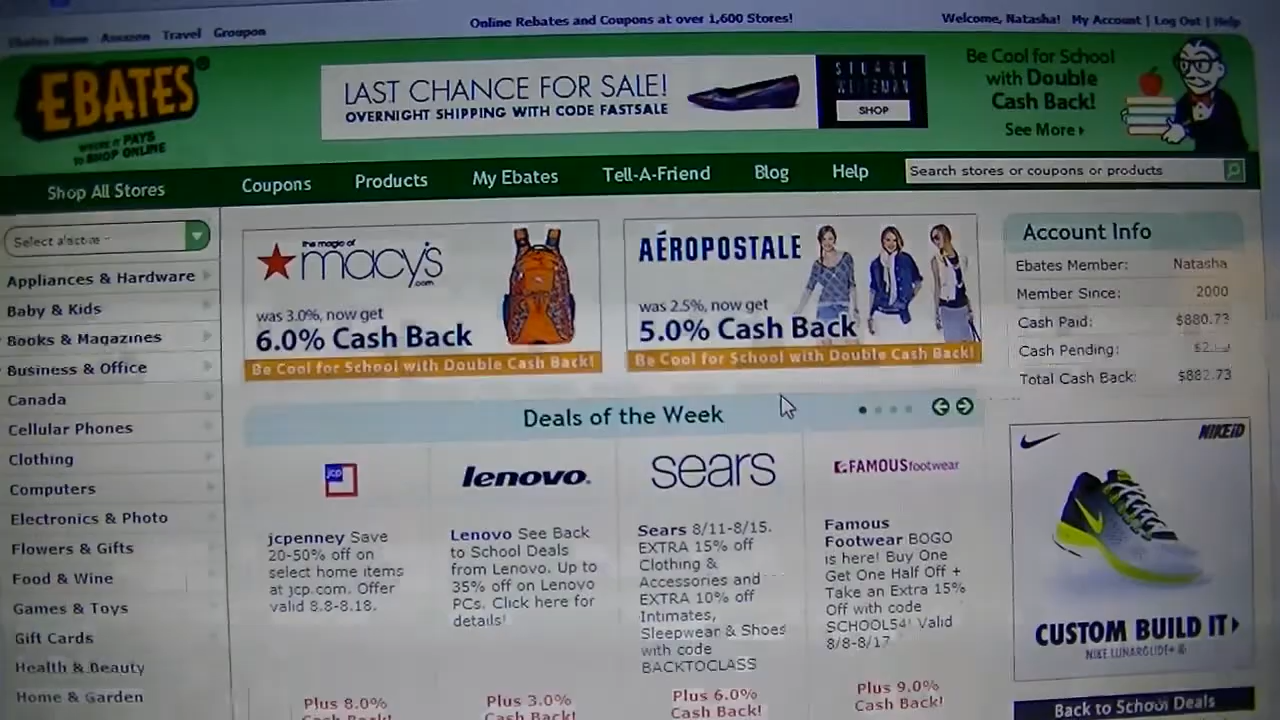 Online Rebates and Coupons at over 1,600 Stores!
Welcome, Natasha! My Account | Log Out | Help
Ebates Home Amazon Travel Groupon
EBATES®
WHERE IT PAYS
TO SHOP ONLINE
LAST CHANCE FOR SALE!
OVERNIGHT SHIPPING WITH CODE FASTSALE
STUART
WEITZMAN
SHOP
Be Cool for School
with Double
Cash Back!
See More
Shop All Stores
Coupons
Products
My Ebates
Tell-A-Friend
Blog
Help
Search stores or coupons or products
Select a store
Appliances & Hardware
Baby & Kids
Books & Magazines
Business & Office
Canada
Cellular Phones
Clothing
Computers
Electronics & Photo
Flowers & Gifts
Food & Wine
Games & Toys
Gift Cards
Health & Beauty
Home & Garden
the magic of
macy's
.com
was 3.0%, now get
6.0% Cash Back
Be Cool for School with Double Cash Back!
AÉROPOSTALE
was 2.5%, now get
5.0% Cash Back
Be Cool for School with Double Cash Back!
Account Info
Ebates Member: Natasha
Member Since: 2000
Cash Paid: $880.73
Cash Pending:
Total Cash Back: $882.73
Deals of the Week
jcp
jcpenney Save
20-50% off on
select home items
at jcp.com. Offer
valid 8.8-8.18.
Plus 8.0%
Cash Back!
lenovo.
Lenovo See Back
to School Deals
from Lenovo. Up to
35% off on Lenovo
PCs. Click here for
details!
Plus 3.0%
Cash Back!
sears
Sears 8/11-8/15.
EXTRA 15% off
Clothing &
Accessories and
EXTRA 10% off
Intimates,
Sleepwear & Shoes
with code
BACKTOCLASS
Plus 6.0%
Cash Back!
FAMOUSfootwear
Famous
Footwear BOGO
is here! Buy One
Get One Half Off +
Take an Extra 15%
Off with code
SCHOOL54! Valid
8/8-8/17
Plus 9.0%
Cash Back!
NIKEiD
CUSTOM BUILD IT
NIKE LUNARGLIDE+ 4
Back to School Deals